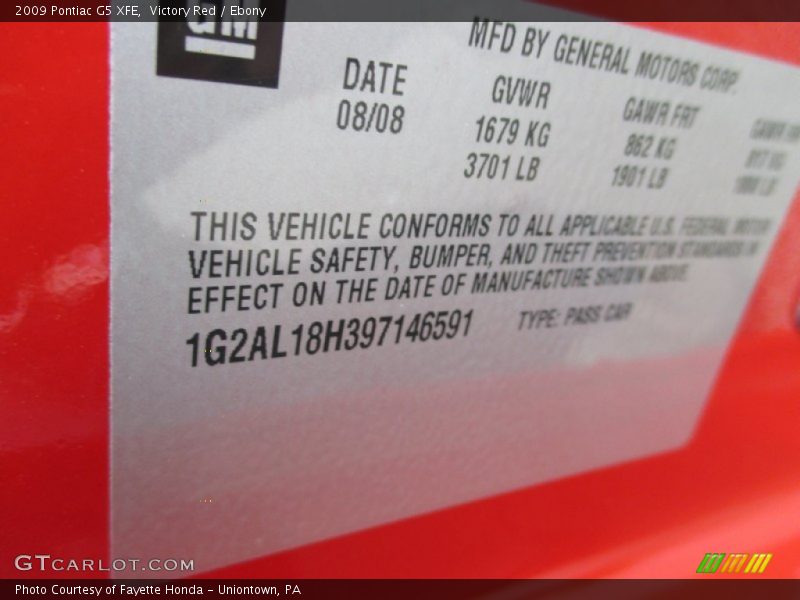 2009 Pontiac G5 XFE, Victory Red / Ebony
GM
MFD BY GENERAL MOTORS CORP.
DATE GVWR GAWR FRT
08/08 1679 KG 862 KG
3701 LB 1901 LB
THIS VEHICLE CONFORMS TO ALL APPLICABLE U.S. FEDERAL MOTOR
VEHICLE SAFETY, BUMPER, AND THEFT PREVENTION STANDARDS IN
EFFECT ON THE DATE OF MANUFACTURE SHOWN ABOVE.
1G2AL18H397146591 TYPE: PASS CAR
GTCARLOT.COM
Photo Courtesy of Fayette Honda - Uniontown, PA